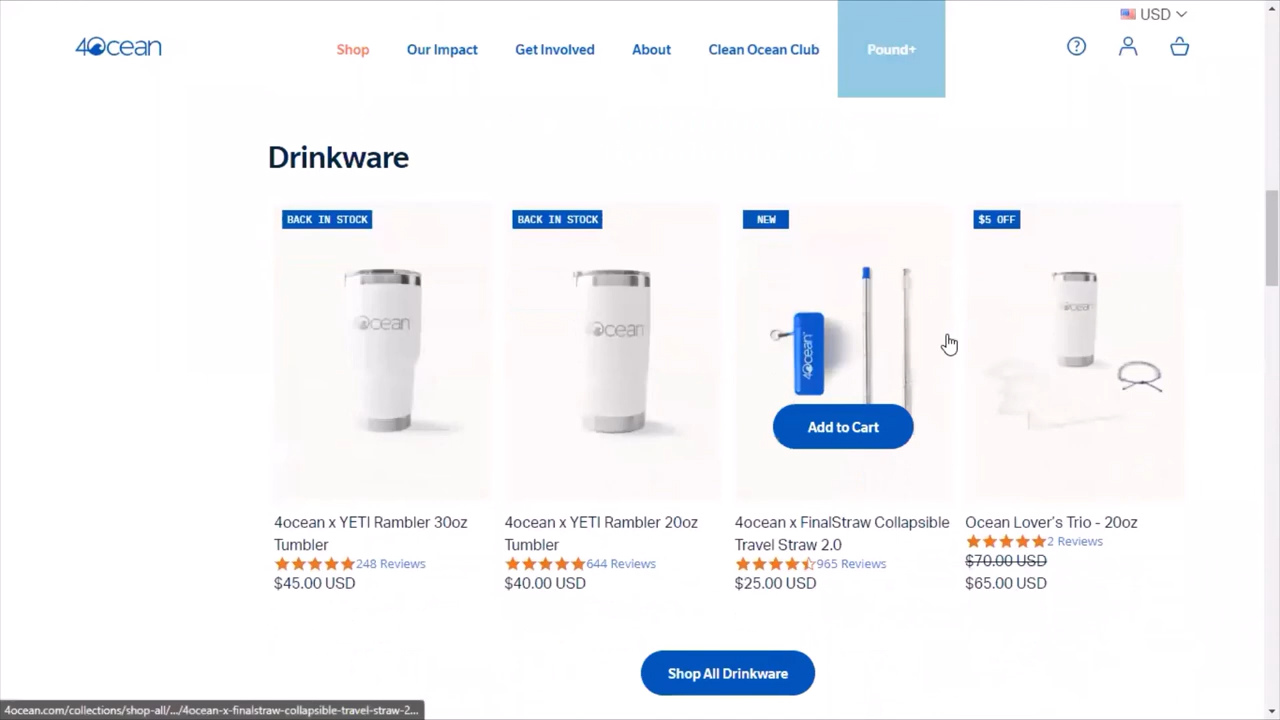 USD
4Ocean
Shop
Our Impact
Get Involved
About
Clean Ocean Club
Pound+
?
Drinkware
BACK IN STOCK
BACK IN STOCK
NEW
$5 OFF
4Ocean
4Ocean
4Ocean
4Ocean
Add to Cart
4ocean x YETI Rambler 30oz
Tumbler
248 Reviews
$45.00 USD
4ocean x YETI Rambler 20oz
Tumbler
644 Reviews
$40.00 USD
4ocean x FinalStraw Collapsible
Travel Straw 2.0
965 Reviews
$25.00 USD
Ocean Lover's Trio - 20oz
2 Reviews
$70.00 USD
$65.00 USD
Shop All Drinkware
4ocean.com/collections/shop-all/.../4ocean-x-finalstraw-collapsible-travel-straw-2...